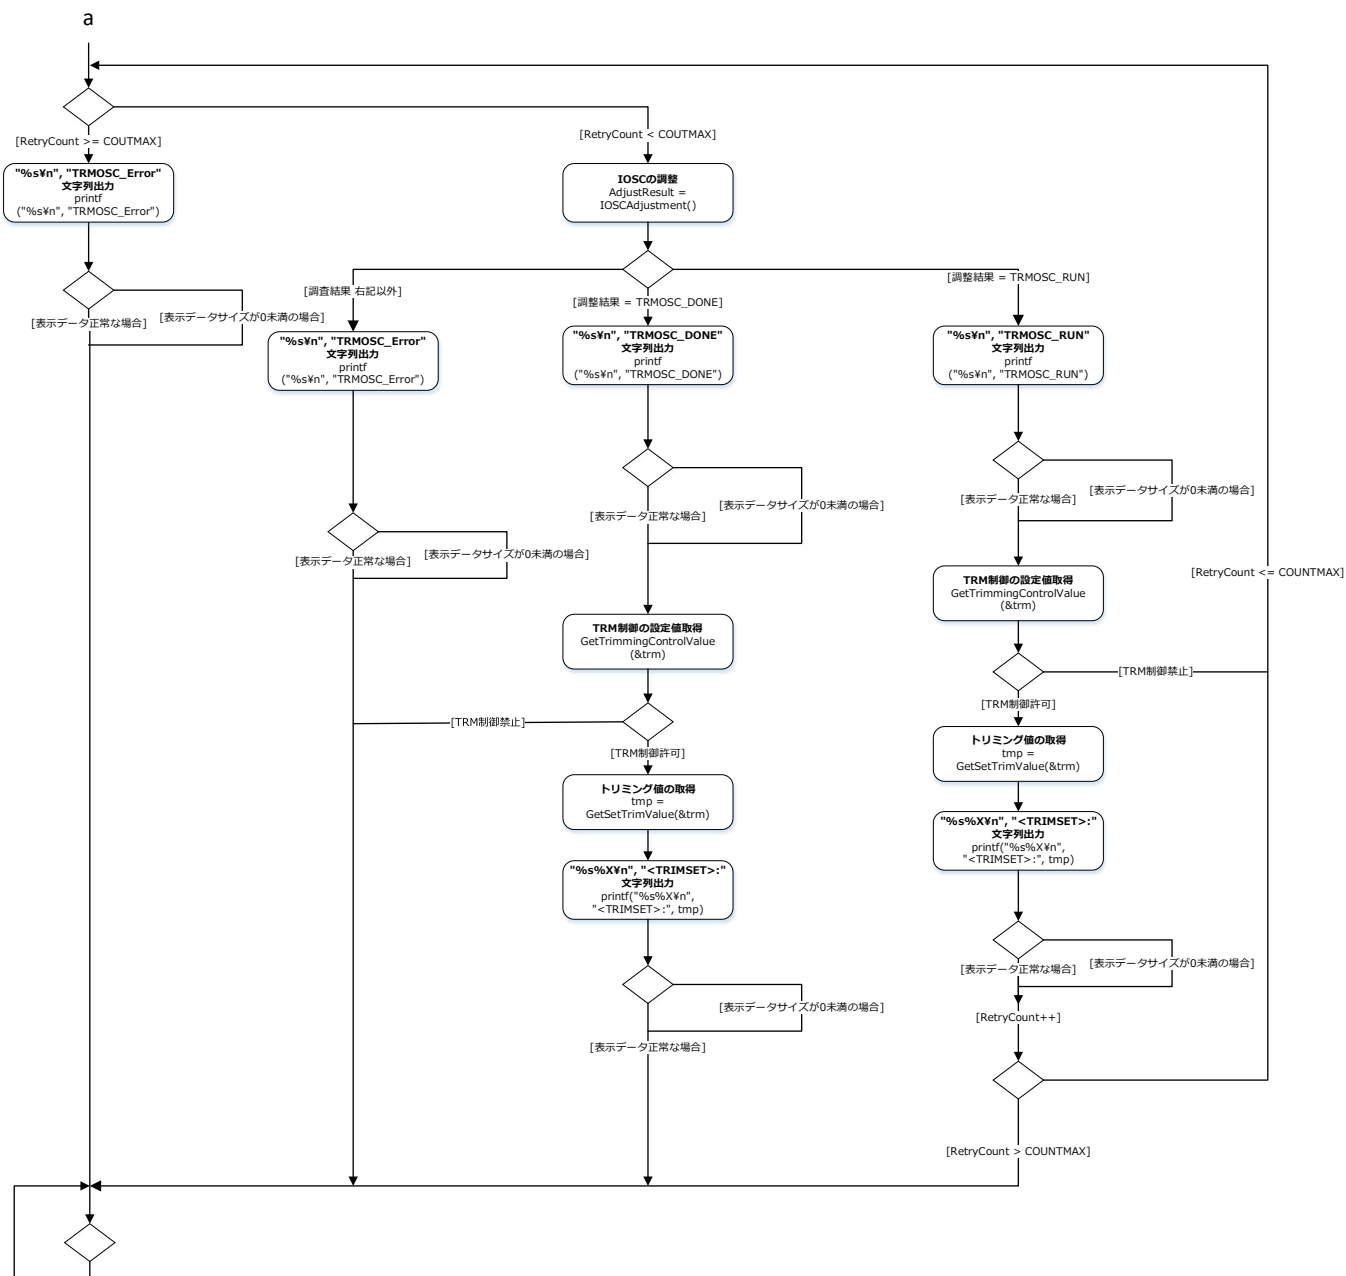 a
[RetryCount >= COUTMAX]
[RetryCount < COUTMAX]
"%s¥n", "TRMOSC_Error"
文字列出力
printf
("%s¥n", "TRMOSC_Error")
IOSCの調整
AdjustResult =
IOSCAdjustment()
[表示データ正常な場合]
[表示データサイズが0未満の場合]
[調査結果 右記以外]
[調整結果 = TRMOSC_DONE]
[調整結果 = TRMOSC_RUN]
"%s¥n", "TRMOSC_Error"
文字列出力
printf
("%s¥n", "TRMOSC_Error")
"%s¥n", "TRMOSC_DONE"
文字列出力
printf
("%s¥n", "TRMOSC_DONE")
"%s¥n", "TRMOSC_RUN"
文字列出力
printf
("%s¥n", "TRMOSC_RUN")
[表示データ正常な場合]
[表示データサイズが0未満の場合]
[表示データ正常な場合]
[表示データサイズが0未満の場合]
[表示データ正常な場合]
[表示データサイズが0未満の場合]
[RetryCount <= COUNTMAX]
TRM制御の設定値取得
GetTrimmingControlValue
(&trm)
TRM制御の設定値取得
GetTrimmingControlValue
(&trm)
[TRM制御禁止]
[TRM制御許可]
[TRM制御禁止]
[TRM制御許可]
トリミング値の取得
tmp =
GetSetTrimValue(&trm)
トリミング値の取得
tmp =
GetSetTrimValue(&trm)
"%s%X¥n", "<TRIMSET>:"
文字列出力
printf("%s%X¥n",
"<TRIMSET>:", tmp)
"%s%X¥n", "<TRIMSET>:"
文字列出力
printf("%s%X¥n",
"<TRIMSET>:", tmp)
[表示データ正常な場合]
[表示データサイズが0未満の場合]
[表示データサイズが0未満の場合]
[表示データ正常な場合]
[RetryCount++]
[RetryCount > COUNTMAX]